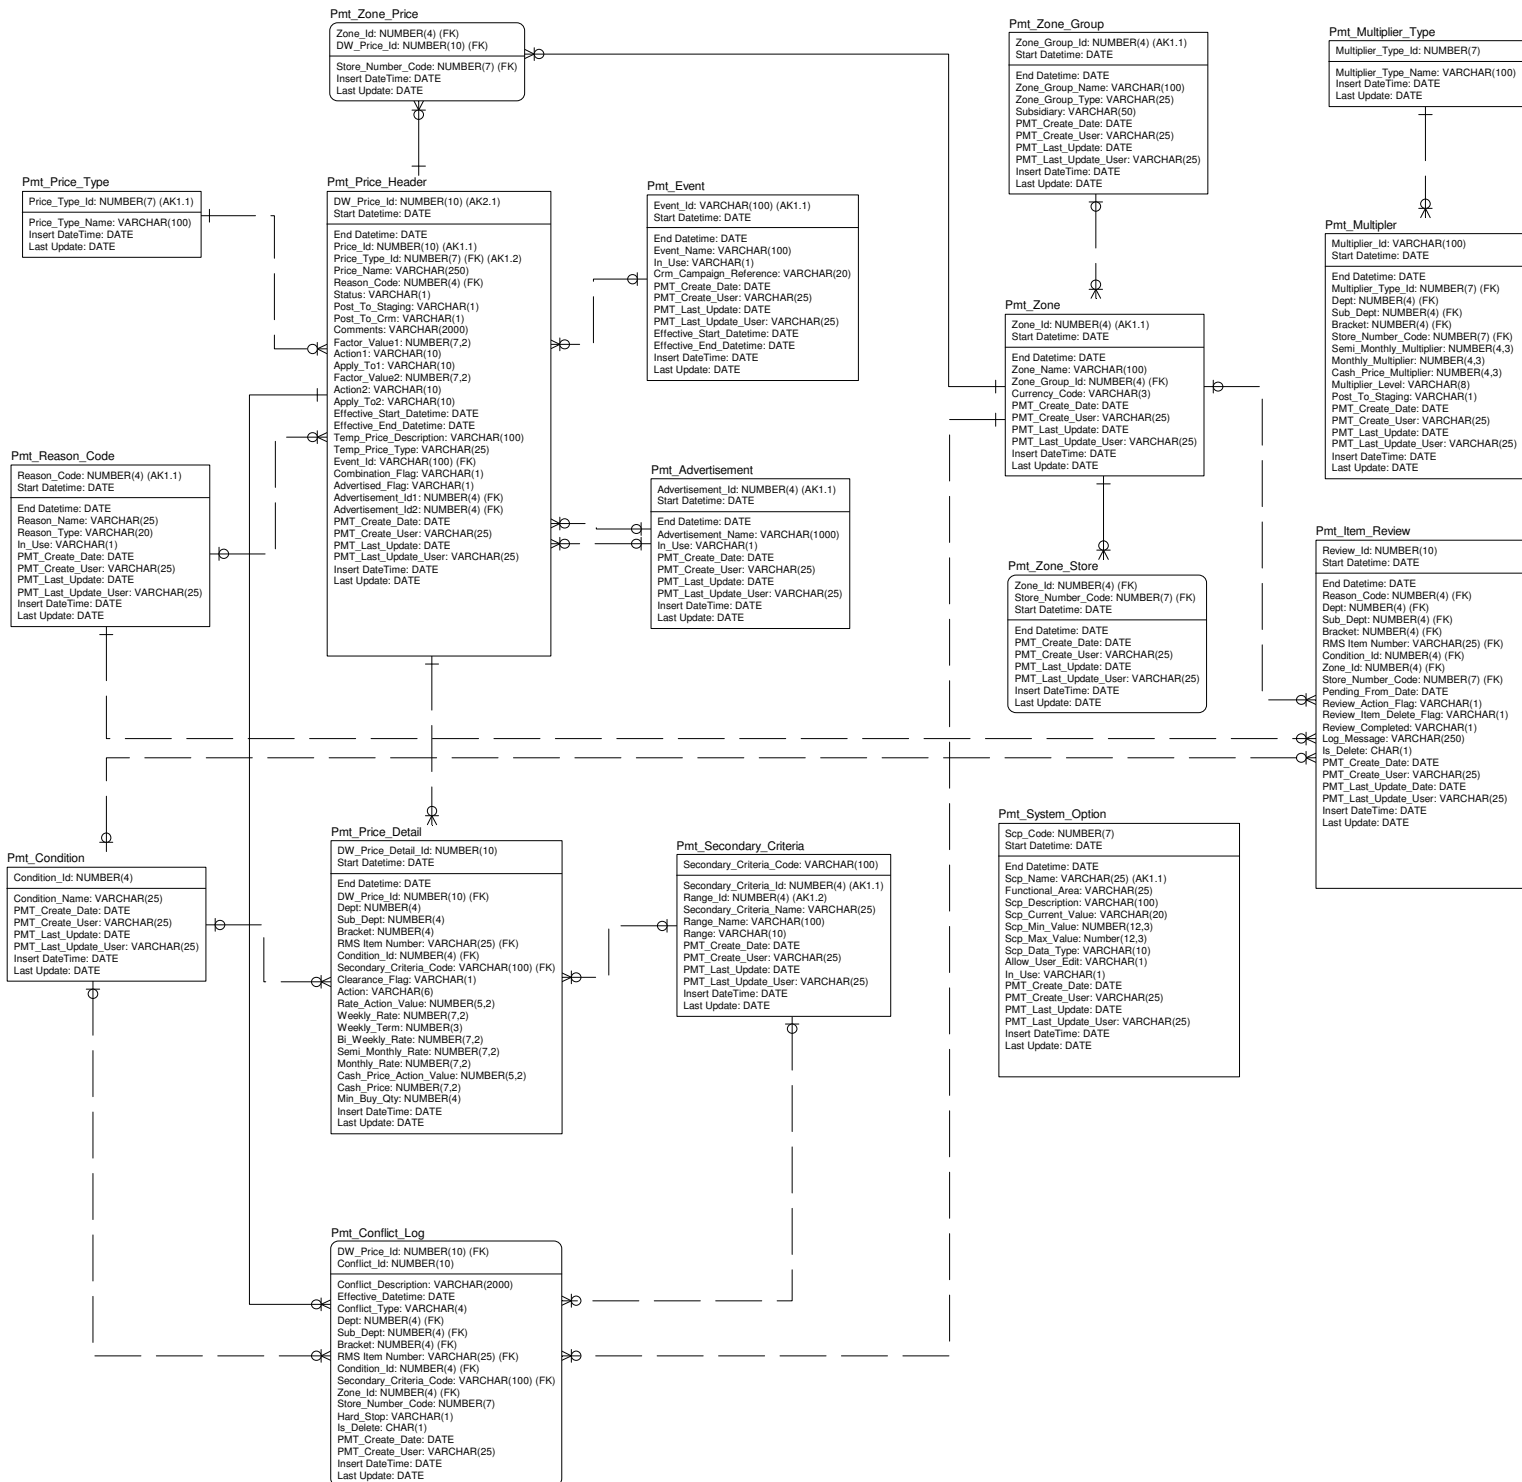 Pmt_Zone_Price
Zone_Id: NUMBER(4) (FK)
DW_Price_Id: NUMBER(10) (FK)
Store_Number_Code: NUMBER(7) (FK)
Insert DateTime: DATE
Last Update: DATE
Pmt_Zone_Group
Zone_Group_Id: NUMBER(4) (AK1.1)
Start Datetime: DATE
End Datetime: DATE
Zone_Group_Name: VARCHAR(100)
Zone_Group_Type: VARCHAR(25)
Subsidiary: VARCHAR(50)
PMT_Create_Date: DATE
PMT_Create_User: VARCHAR(25)
PMT_Last_Update: DATE
PMT_Last_Update_User: VARCHAR(25)
Insert DateTime: DATE
Last Update: DATE
Pmt_Multiplier_Type
Multiplier_Type_Id: NUMBER(7)
Multiplier_Type_Name: VARCHAR(100)
Insert DateTime: DATE
Last Update: DATE
Pmt_Price_Type
Price_Type_Id: NUMBER(7) (AK1.1)
Price_Type_Name: VARCHAR(100)
Insert DateTime: DATE
Last Update: DATE
Pmt_Price_Header
DW_Price_Id: NUMBER(10) (AK2.1)
Start Datetime: DATE
End Datetime: DATE
Price_Id: NUMBER(10) (AK1.1)
Price_Type_Id: NUMBER(7) (FK) (AK1.2)
Price_Name: VARCHAR(250)
Reason_Code: NUMBER(4) (FK)
Status: VARCHAR(1)
Post_To_Staging: VARCHAR(1)
Post_To_Crm: VARCHAR(1)
Comments: VARCHAR(2000)
Factor_Value1: NUMBER(7,2)
Action1: VARCHAR(10)
Apply_To1: VARCHAR(10)
Factor_Value2: NUMBER(7,2)
Action2: VARCHAR(10)
Apply_To2: VARCHAR(10)
Effective_Start_Datetime: DATE
Effective_End_Datetime: DATE
Temp_Price_Description: VARCHAR(100)
Temp_Price_Type: VARCHAR(25)
Event_Id: VARCHAR(100) (FK)
Combination_Flag: VARCHAR(1)
Advertised_Flag: VARCHAR(1)
Advertisement_Id1: NUMBER(4) (FK)
Advertisement_Id2: NUMBER(4) (FK)
PMT_Create_Date: DATE
PMT_Create_User: VARCHAR(25)
PMT_Last_Update: DATE
PMT_Last_Update_User: VARCHAR(25)
Insert DateTime: DATE
Last Update: DATE
Pmt_Event
Event_Id: VARCHAR(100) (AK1.1)
Start Datetime: DATE
End Datetime: DATE
Event_Name: VARCHAR(100)
In_Use: VARCHAR(1)
Crm_Campaign_Reference: VARCHAR(20)
PMT_Create_Date: DATE
PMT_Create_User: VARCHAR(25)
PMT_Last_Update: DATE
PMT_Last_Update_User: VARCHAR(25)
Effective_Start_Datetime: DATE
Effective_End_Datetime: DATE
Insert DateTime: DATE
Last Update: DATE
Pmt_Multipler
Multiplier_Id: VARCHAR(100)
Start Datetime: DATE
End Datetime: DATE
Multiplier_Type_Id: NUMBER(7) (FK)
Dept: NUMBER(4) (FK)
Sub_Dept: NUMBER(4) (FK)
Bracket: NUMBER(4) (FK)
Store_Number_Code: NUMBER(7) (FK)
Semi_Monthly_Multiplier: NUMBER(4,3)
Monthly_Multiplier: NUMBER(4,3)
Cash_Price_Multiplier: NUMBER(4,3)
Multiplier_Level: VARCHAR(8)
Post_To_Staging: VARCHAR(1)
PMT_Create_Date: DATE
PMT_Create_User: VARCHAR(25)
PMT_Last_Update: DATE
PMT_Last_Update_User: VARCHAR(25)
Insert DateTime: DATE
Last Update: DATE
Pmt_Zone
Zone_Id: NUMBER(4) (AK1.1)
Start Datetime: DATE
End Datetime: DATE
Zone_Name: VARCHAR(100)
Zone_Group_Id: NUMBER(4) (FK)
Currency_Code: VARCHAR(3)
PMT_Create_Date: DATE
PMT_Create_User: VARCHAR(25)
PMT_Last_Update: DATE
PMT_Last_Update_User: VARCHAR(25)
Insert DateTime: DATE
Last Update: DATE
Pmt_Reason_Code
Reason_Code: NUMBER(4) (AK1.1)
Start Datetime: DATE
End Datetime: DATE
Reason_Name: VARCHAR(25)
Reason_Type: VARCHAR(20)
In_Use: VARCHAR(1)
PMT_Create_Date: DATE
PMT_Create_User: VARCHAR(25)
PMT_Last_Update: DATE
PMT_Last_Update_User: VARCHAR(25)
Insert DateTime: DATE
Last Update: DATE
Pmt_Advertisement
Advertisement_Id: NUMBER(4) (AK1.1)
Start Datetime: DATE
End Datetime: DATE
Advertisement_Name: VARCHAR(1000)
In_Use: VARCHAR(1)
PMT_Create_Date: DATE
PMT_Create_User: VARCHAR(25)
PMT_Last_Update: DATE
PMT_Last_Update_User: VARCHAR(25)
Insert DateTime: DATE
Last Update: DATE
Pmt_Item_Review
Review_Id: NUMBER(10)
Start Datetime: DATE
End Datetime: DATE
Reason_Code: NUMBER(4) (FK)
Dept: NUMBER(4) (FK)
Sub_Dept: NUMBER(4) (FK)
Bracket: NUMBER(4) (FK)
RMS Item Number: VARCHAR(25) (FK)
Condition_Id: NUMBER(4) (FK)
Zone_Id: NUMBER(4) (FK)
Store_Number_Code: NUMBER(7) (FK)
Pending_From_Date: DATE
Review_Action_Flag: VARCHAR(1)
Review_Item_Delete_Flag: VARCHAR(1)
Review_Completed: VARCHAR(1)
Log_Message: VARCHAR(250)
Is_Delete: CHAR(1)
PMT_Create_Date: DATE
PMT_Create_User: VARCHAR(25)
PMT_Last_Update_Date: DATE
PMT_Last_Update_User: VARCHAR(25)
Insert DateTime: DATE
Last Update: DATE
Pmt_Zone_Store
Zone_Id: NUMBER(4) (FK)
Store_Number_Code: NUMBER(7) (FK)
Start Datetime: DATE
End Datetime: DATE
PMT_Create_Date: DATE
PMT_Create_User: VARCHAR(25)
PMT_Last_Update: DATE
PMT_Last_Update_User: VARCHAR(25)
Insert DateTime: DATE
Last Update: DATE
Pmt_Condition
Condition_Id: NUMBER(4)
Condition_Name: VARCHAR(25)
PMT_Create_Date: DATE
PMT_Create_User: VARCHAR(25)
PMT_Last_Update: DATE
PMT_Last_Update_User: VARCHAR(25)
Insert DateTime: DATE
Last Update: DATE
Pmt_Price_Detail
DW_Price_Detail_Id: NUMBER(10)
Start Datetime: DATE
End Datetime: DATE
DW_Price_Id: NUMBER(10) (FK)
Dept: NUMBER(4)
Sub_Dept: NUMBER(4)
Bracket: NUMBER(4)
RMS Item Number: VARCHAR(25) (FK)
Condition_Id: NUMBER(4) (FK)
Secondary_Criteria_Code: VARCHAR(100) (FK)
Clearance_Flag: VARCHAR(1)
Action: VARCHAR(6)
Rate_Action_Value: NUMBER(5,2)
Weekly_Rate: NUMBER(7,2)
Weekly_Term: NUMBER(3)
Bi_Weekly_Rate: NUMBER(7,2)
Semi_Monthly_Rate: NUMBER(7,2)
Monthly_Rate: NUMBER(7,2)
Cash_Price_Action_Value: NUMBER(5,2)
Cash_Price: NUMBER(7,2)
Min_Buy_Qty: NUMBER(4)
Insert DateTime: DATE
Last Update: DATE
Pmt_Secondary_Criteria
Secondary_Criteria_Code: VARCHAR(100)
Secondary_Criteria_Id: NUMBER(4) (AK1.1)
Range_Id: NUMBER(4) (AK1.2)
Secondary_Criteria_Name: VARCHAR(25)
Range_Name: VARCHAR(100)
Range: VARCHAR(10)
PMT_Create_Date: DATE
PMT_Create_User: VARCHAR(25)
PMT_Last_Update: DATE
PMT_Last_Update_User: VARCHAR(25)
Insert DateTime: DATE
Last Update: DATE
Pmt_System_Option
Scp_Code: NUMBER(7)
Start Datetime: DATE
End Datetime: DATE
Scp_Name: VARCHAR(25) (AK1.1)
Functional_Area: VARCHAR(25)
Scp_Description: VARCHAR(100)
Scp_Current_Value: VARCHAR(20)
Scp_Min_Value: NUMBER(12,3)
Scp_Max_Value: Number(12,3)
Scp_Data_Type: VARCHAR(10)
Allow_User_Edit: VARCHAR(1)
In_Use: VARCHAR(1)
PMT_Create_Date: DATE
PMT_Create_User: VARCHAR(25)
PMT_Last_Update: DATE
PMT_Last_Update_User: VARCHAR(25)
Insert DateTime: DATE
Last Update: DATE
Pmt_Conflict_Log
DW_Price_Id: NUMBER(10) (FK)
Conflict_Id: NUMBER(10)
Conflict_Description: VARCHAR(2000)
Effective_Datetime: DATE
Conflict_Type: VARCHAR(4)
Dept: NUMBER(4) (FK)
Sub_Dept: NUMBER(4) (FK)
Bracket: NUMBER(4) (FK)
RMS Item Number: VARCHAR(25) (FK)
Condition_Id: NUMBER(4) (FK)
Secondary_Criteria_Code: VARCHAR(100) (FK)
Zone_Id: NUMBER(4) (FK)
Store_Number_Code: NUMBER(7)
Hard_Stop: VARCHAR(1)
Is_Delete: CHAR(1)
PMT_Create_Date: DATE
PMT_Create_User: VARCHAR(25)
Insert DateTime: DATE
Last Update: DATE